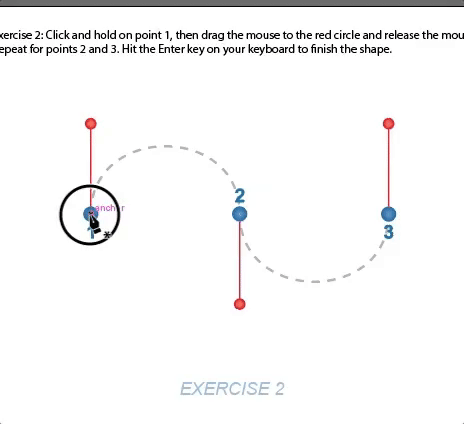 xercise 2: Click and hold on point 1, then drag the mouse to the red circle and release the mou
epeat for points 2 and 3. Hit the Enter key on your keyboard to finish the shape.
2
anchor
1
3
EXERCISE 2